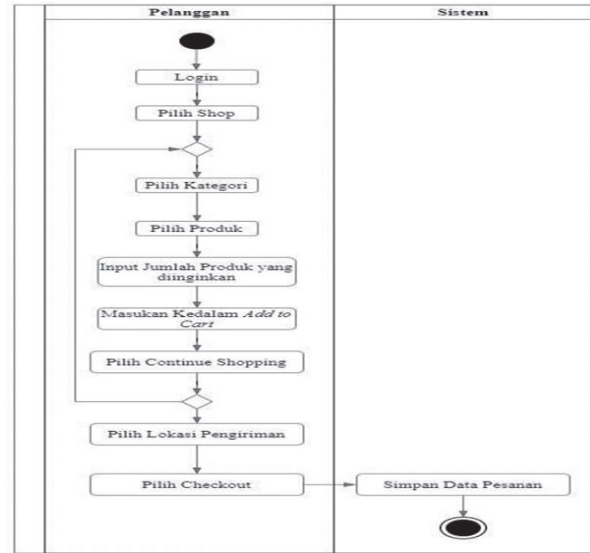 Pelanggan
Sistem
Login
Pilih Shop
Pilih Kategori
Pilih Produk
Input Jumlah Produk yang
diinginkan
Masukan Kedalam Add to
Cart
Pilih Continue Shopping
Pilih Lokasi Pengiriman
Pilih Checkout
Simpan Data Pesanan